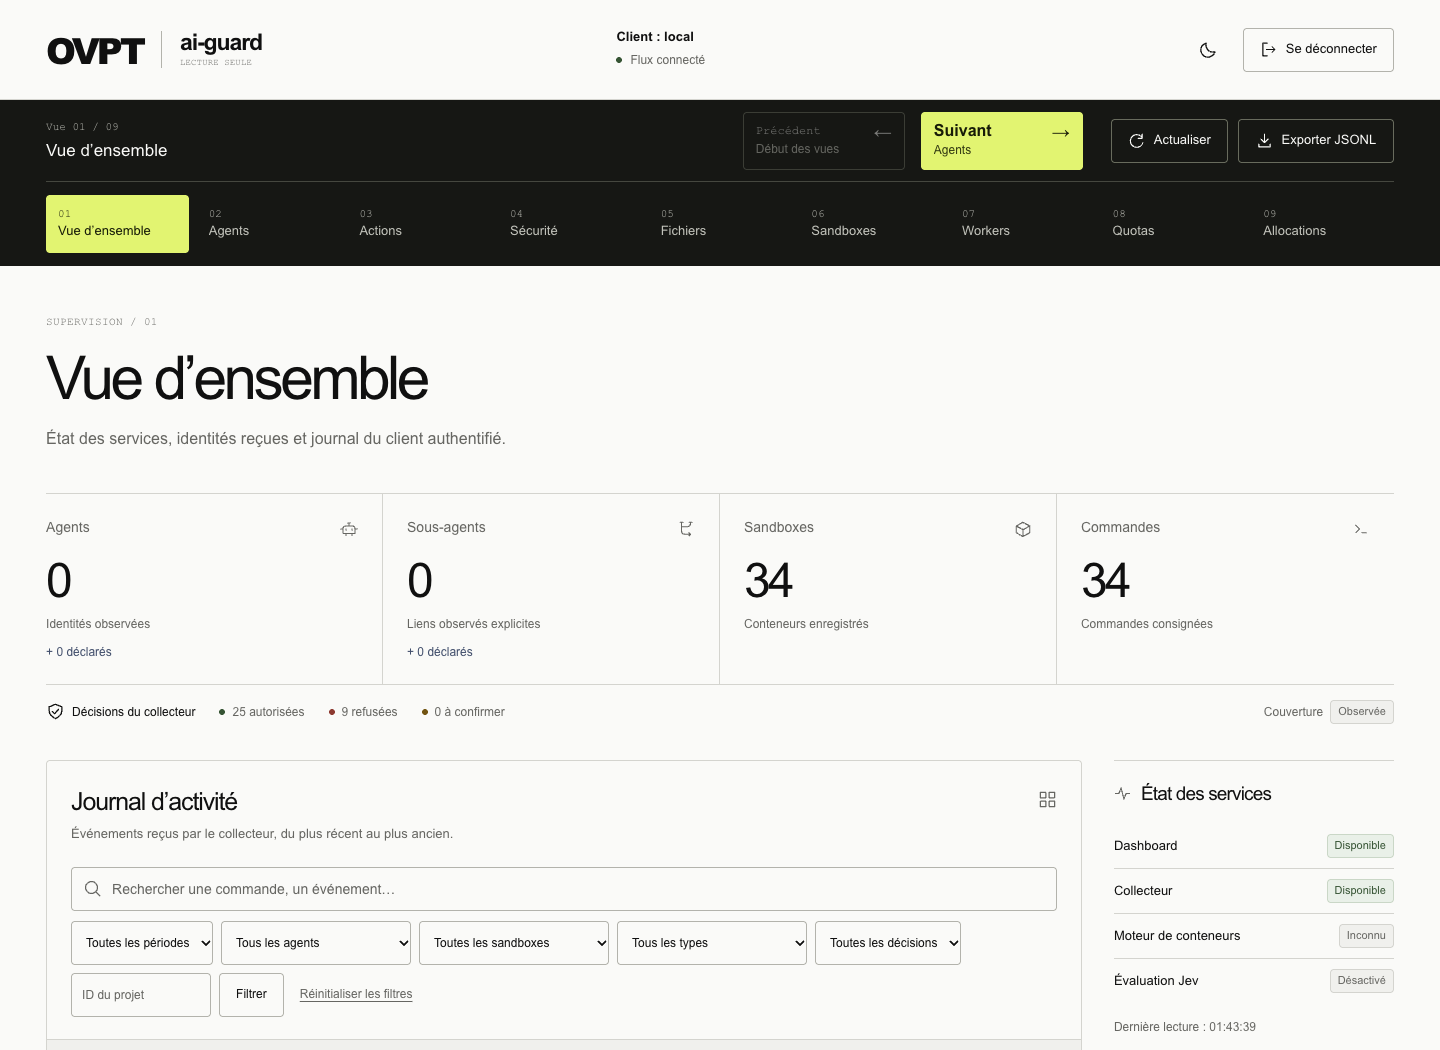 OVPT
ai-guard
LECTURE SEULE
Client : local
Flux connecté
Se déconnecter
Vue 01 / 09
Vue d’ensemble
Précédent
Début des vues
Suivant
Agents
Actualiser
Exporter JSONL
01
Vue d’ensemble
02
Agents
03
Actions
04
Sécurité
05
Fichiers
06
Sandboxes
07
Workers
08
Quotas
09
Allocations
SUPERVISION / 01
Vue d’ensemble
État des services, identités reçues et journal du client authentifié.
Agents
0
Identités observées
+ 0 déclarés
Sous-agents
0
Liens observés explicites
+ 0 déclarés
Sandboxes
34
Conteneurs enregistrés
Commandes
34
Commandes consignées
Décisions du collecteur
25 autorisées
9 refusées
0 à confirmer
Couverture
Observée
Journal d’activité
Événements reçus par le collecteur, du plus récent au plus ancien.
Rechercher une commande, un événement…
Toutes les périodes
Tous les agents
Toutes les sandboxes
Tous les types
Toutes les décisions
ID du projet
Filtrer
Réinitialiser les filtres
État des services
Dashboard
Disponible
Collecteur
Disponible
Moteur de conteneurs
Inconnu
Évaluation Jev
Désactivé
Dernière lecture : 01:43:39